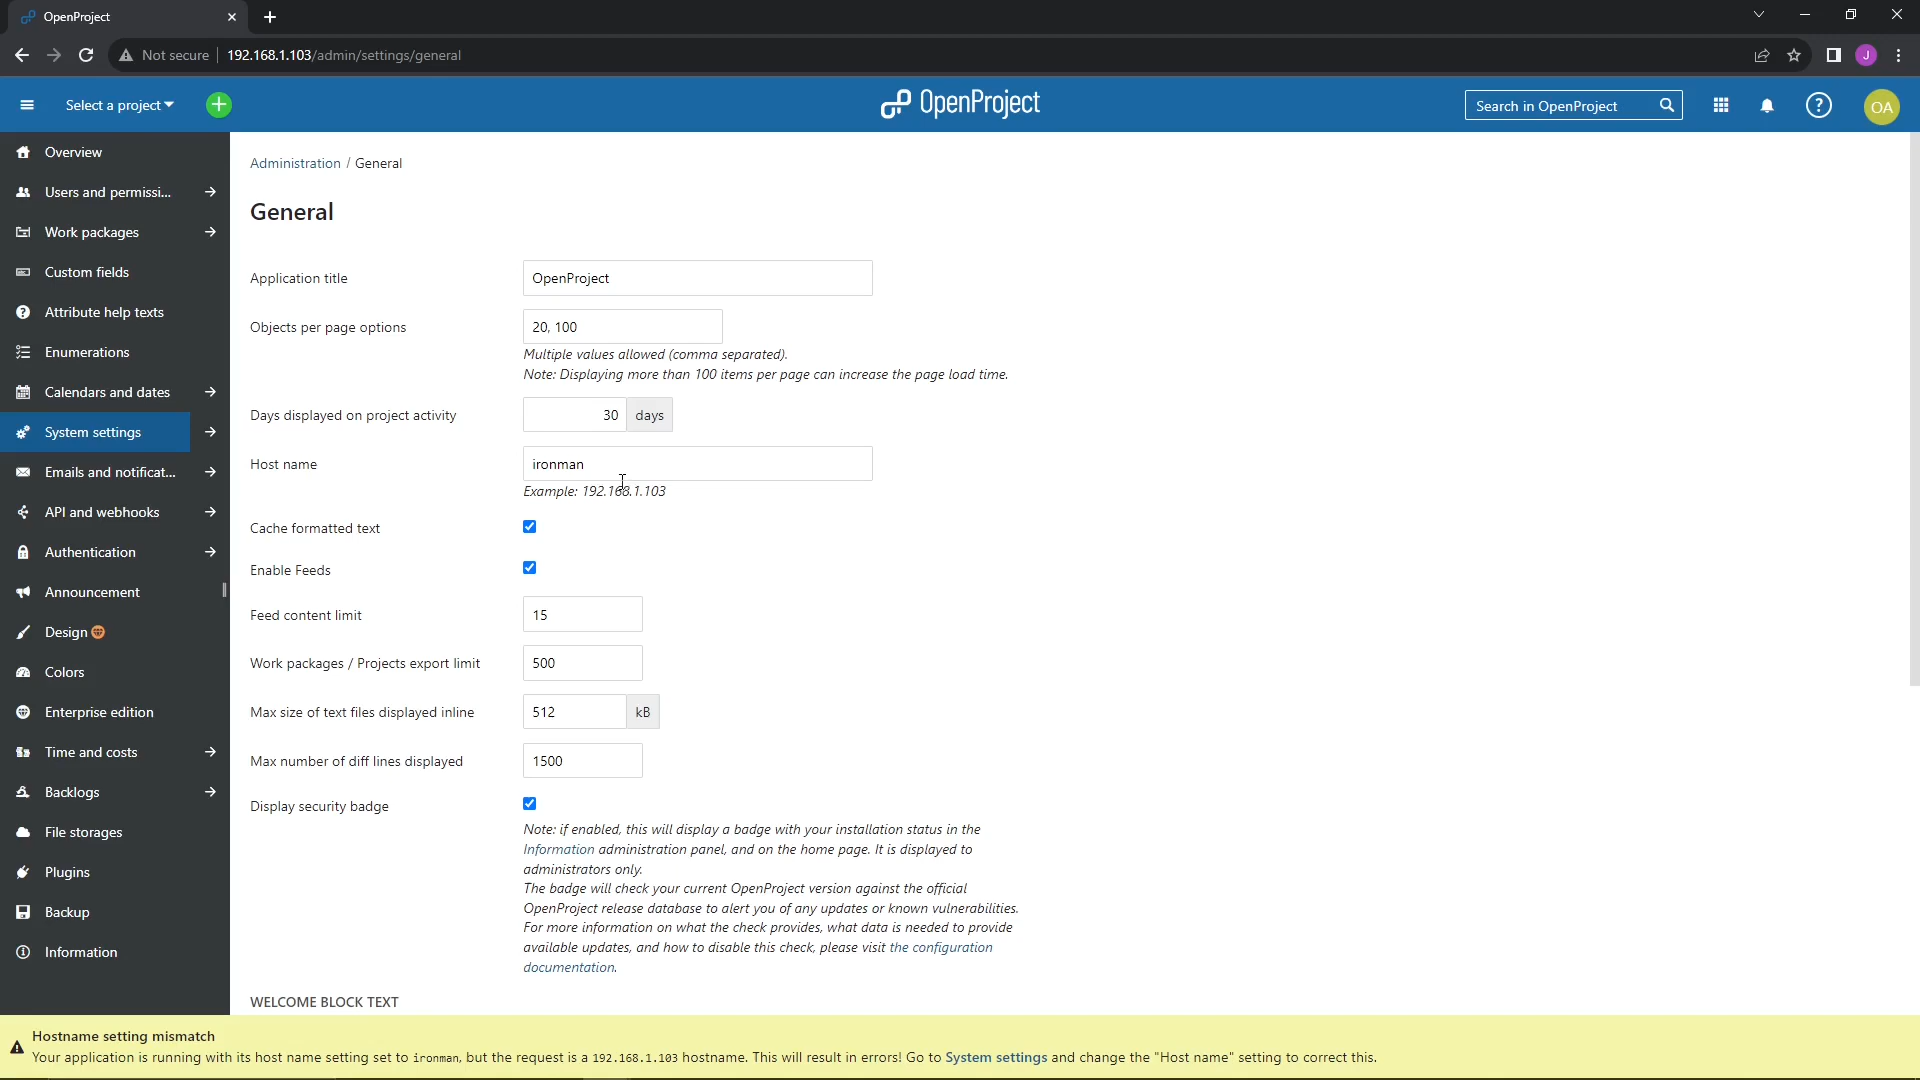 OpenProject
Not secure
192.168.1.103/admin/settings/general
J
Select a project
OpenProject
Search in OpenProject
OA
Overview
Users and permissi...
Work packages
Custom fields
Attribute help texts
Enumerations
Calendars and dates
System settings
Emails and notificat...
API and webhooks
Authentication
Announcement
Design
Colors
Enterprise edition
Time and costs
Backlogs
File storages
Plugins
Backup
Information
Administration / General
General
Application title
OpenProject
Objects per page options
20, 100
Multiple values allowed (comma separated).
Note: Displaying more than 100 items per page can increase the page load time.
Days displayed on project activity
30 days
Host name
ironman
Example: 192.168.1.103
Cache formatted text
Enable Feeds
Feed content limit
15
Work packages / Projects export limit
500
Max size of text files displayed inline
512 kB
Max number of diff lines displayed
1500
Display security badge
Note: if enabled, this will display a badge with your installation status in the
Information administration panel, and on the home page. It is displayed to
administrators only.
The badge will check your current OpenProject version against the official
OpenProject release database to alert you of any updates or known vulnerabilities.
For more information on what the check provides, what data is needed to provide
available updates, and how to disable this check, please visit the configuration
documentation.
WELCOME BLOCK TEXT
Hostname setting mismatch
Your application is running with its host name setting set to ironman, but the request is a 192.168.1.103 hostname. This will result in errors! Go to System settings and change the "Host name" setting to correct this.